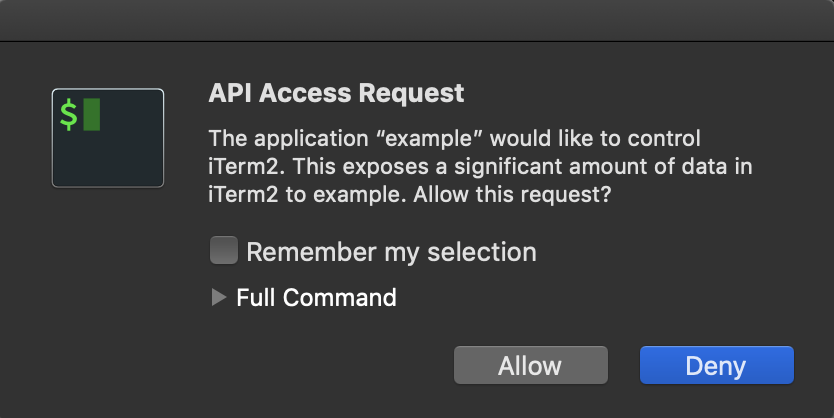 $
API Access Request
The application “example” would like to control
iTerm2. This exposes a significant amount of data in
iTerm2 to example. Allow this request?
Remember my selection
Full Command
Allow
Deny